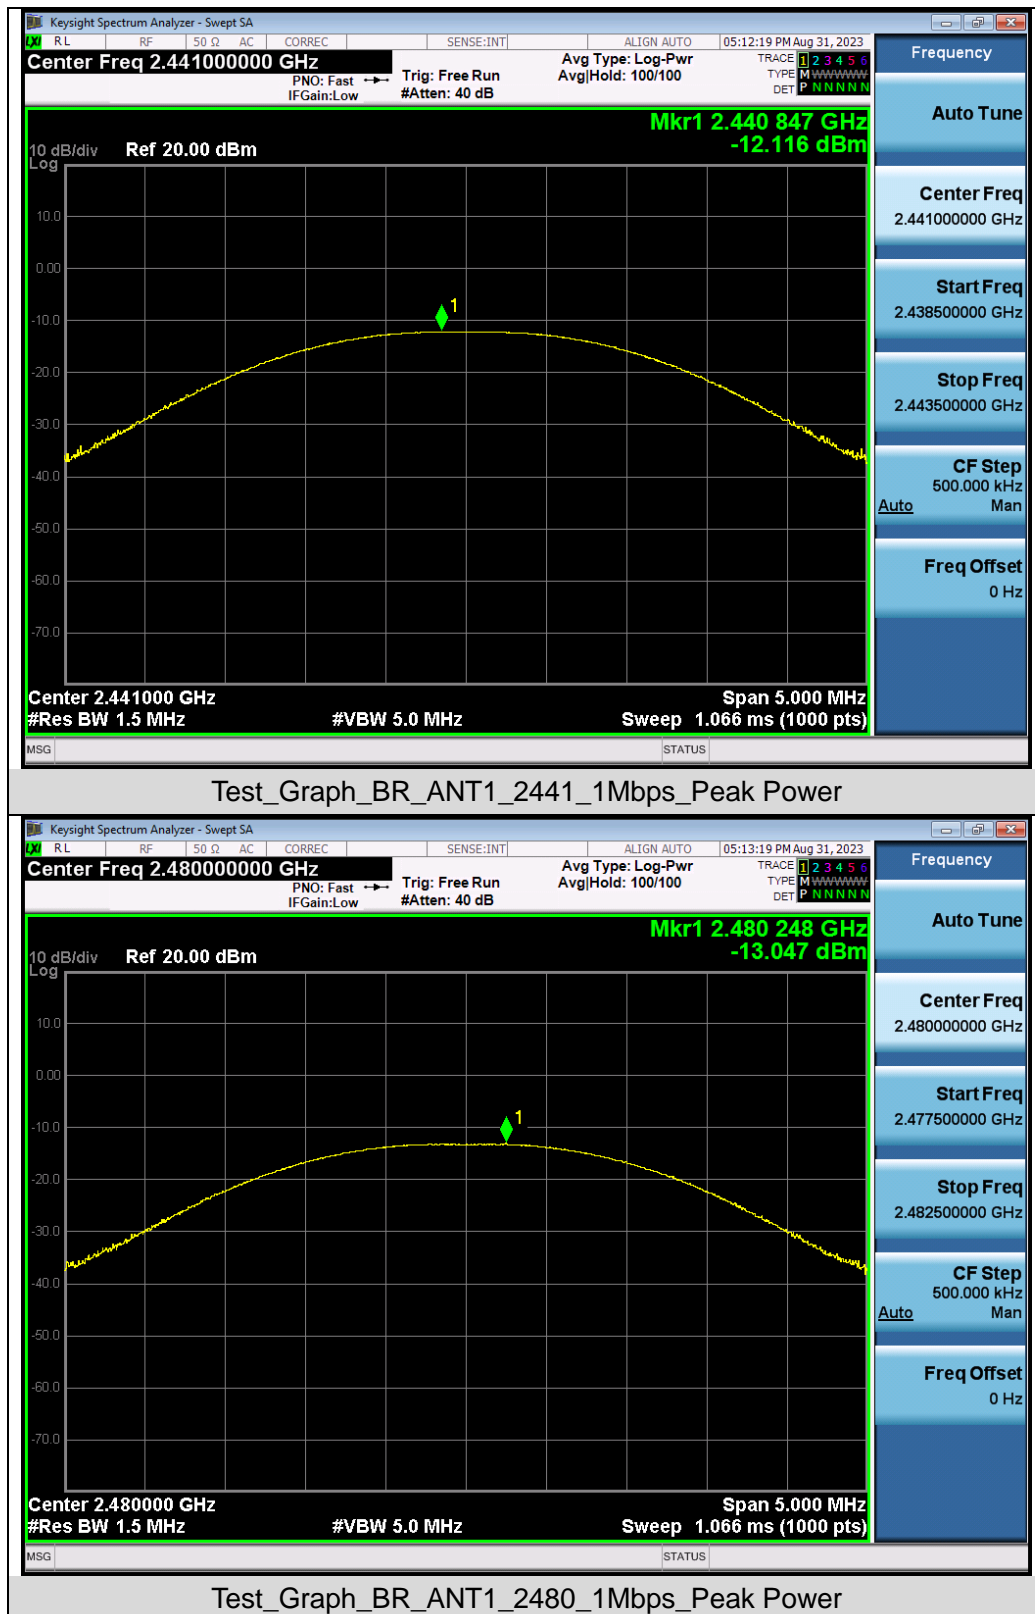 Keysight Spectrum Analyzer - Swept SA
LXI RL RF 50 Ω AC CORREC SENSE:INT ALIGN AUTO 05:12:19 PM Aug 31, 2023
Center Freq 2.441000000 GHz
PNO: Fast
IFGain:Low
Trig: Free Run
#Atten: 40 dB
Avg Type: Log-Pwr
Avg|Hold: 100/100
TRACE 1 2 3 4 5 6
TYPE M WWWWW
DET P N N N N N
Mkr1 2.440 847 GHz
-12.116 dBm
10 dB/div Ref 20.00 dBm
Log
10.0
0.00
-10.0
-20.0
-30.0
-40.0
-50.0
-60.0
-70.0
1
Center 2.441000 GHz Span 5.000 MHz
#Res BW 1.5 MHz #VBW 5.0 MHz Sweep 1.066 ms (1000 pts)
MSG STATUS
Frequency
Auto Tune
Center Freq
2.441000000 GHz
Start Freq
2.438500000 GHz
Stop Freq
2.443500000 GHz
CF Step
500.000 kHz
Auto Man
Freq Offset
0 Hz
Test_Graph_BR_ANT1_2441_1Mbps_Peak Power
Keysight Spectrum Analyzer - Swept SA
LXI RL RF 50 Ω AC CORREC SENSE:INT ALIGN AUTO 05:13:19 PM Aug 31, 2023
Center Freq 2.480000000 GHz
PNO: Fast
IFGain:Low
Trig: Free Run
#Atten: 40 dB
Avg Type: Log-Pwr
Avg|Hold: 100/100
TRACE 1 2 3 4 5 6
TYPE M WWWWW
DET P N N N N N
Mkr1 2.480 248 GHz
-13.047 dBm
10 dB/div Ref 20.00 dBm
Log
10.0
0.00
-10.0
-20.0
-30.0
-40.0
-50.0
-60.0
-70.0
1
Center 2.480000 GHz Span 5.000 MHz
#Res BW 1.5 MHz #VBW 5.0 MHz Sweep 1.066 ms (1000 pts)
MSG STATUS
Frequency
Auto Tune
Center Freq
2.480000000 GHz
Start Freq
2.477500000 GHz
Stop Freq
2.482500000 GHz
CF Step
500.000 kHz
Auto Man
Freq Offset
0 Hz
Test_Graph_BR_ANT1_2480_1Mbps_Peak Power